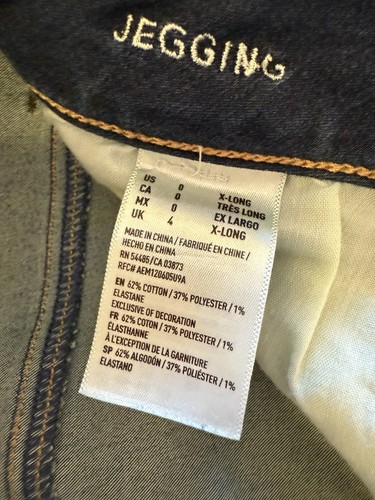 JEGGING
US 0 X-LONG
CA 0 TRÈS LONG
MX 0 EX LARGO
UK 4 X-LONG
MADE IN CHINA / FABRIQUÉ EN CHINE /
HECHO EN CHINA
RN 54485/CA 03873
RFC# AEM120605U9A
EN 62% COTTON / 37% POLYESTER / 1%
ELASTANE
EXCLUSIVE OF DECORATION
FR 62% COTON / 37% POLYESTER / 1%
ÉLASTHANNE
À L'EXCEPTION DE LA GARNITURE
SP 62% ALGODÓN / 37% POLIÉSTER / 1%
ELASTANO